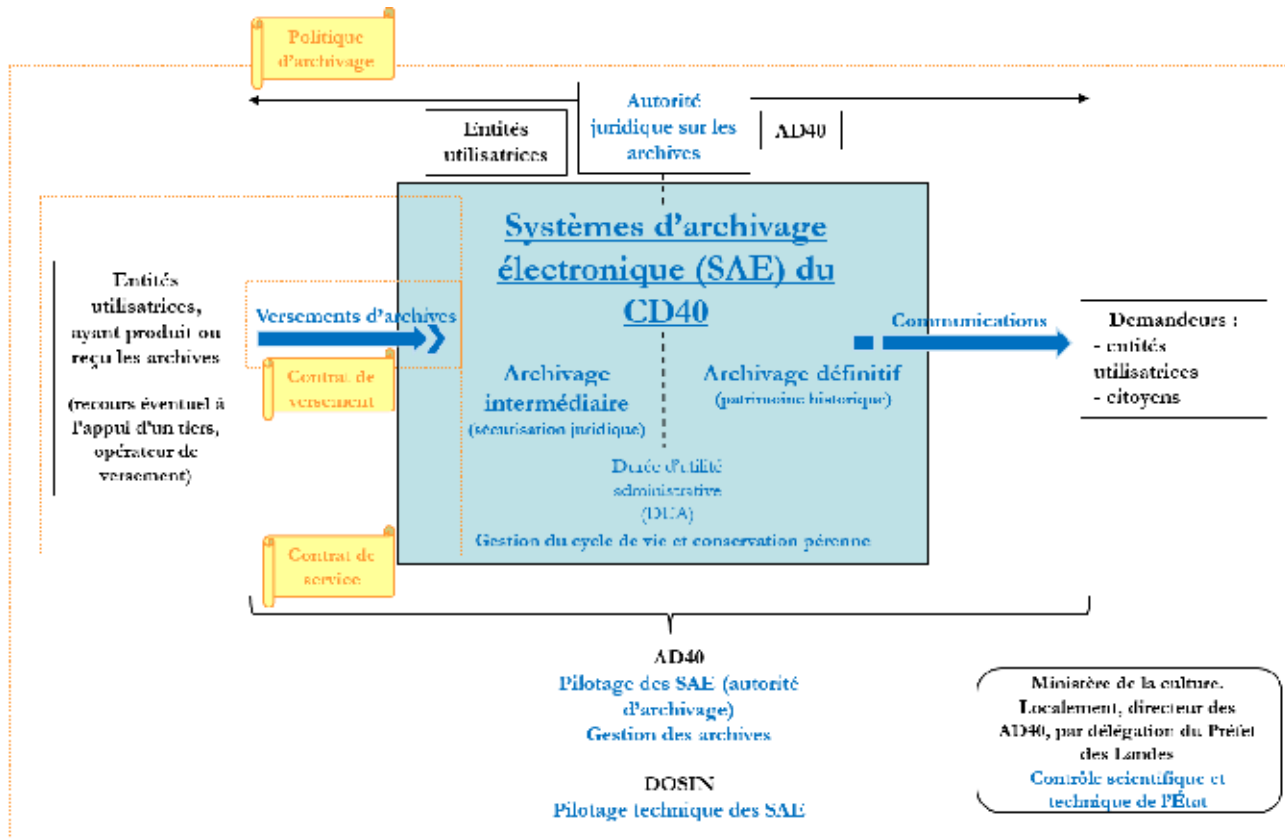 Politique
d'archivage
Autorité
juridique sur les
archives
Entités
utilisatrices
AD40
Systèmes d'archivage
électronique (SAE) du
CD40
Entités
utilisatrices,
ayant produit ou
reçu les archives
(recours éventuel à
l'appui d'un tiers,
opérateur de
versement)
Versements d'archives
Contrat de
versement
Archivage
intermédiaire
(sécurisation juridique)
Archivage définitif
(patrimoine historique)
Communications
Demandeurs :
- entités
utilisatrices
- citoyens
Durée d'utilité
administrative
(DUA)
Gestion du cycle de vie et conservation pérenne
Contrat de
service
AD40
Pilotage des SAE (autorité
d'archivage)
Gestion des archives
DOSIN
Pilotage technique des SAE
Ministère de la culture.
Localement, directeur des
AD40, par délégation du Préfet
des Landes
Contrôle scientifique et
technique de l'État